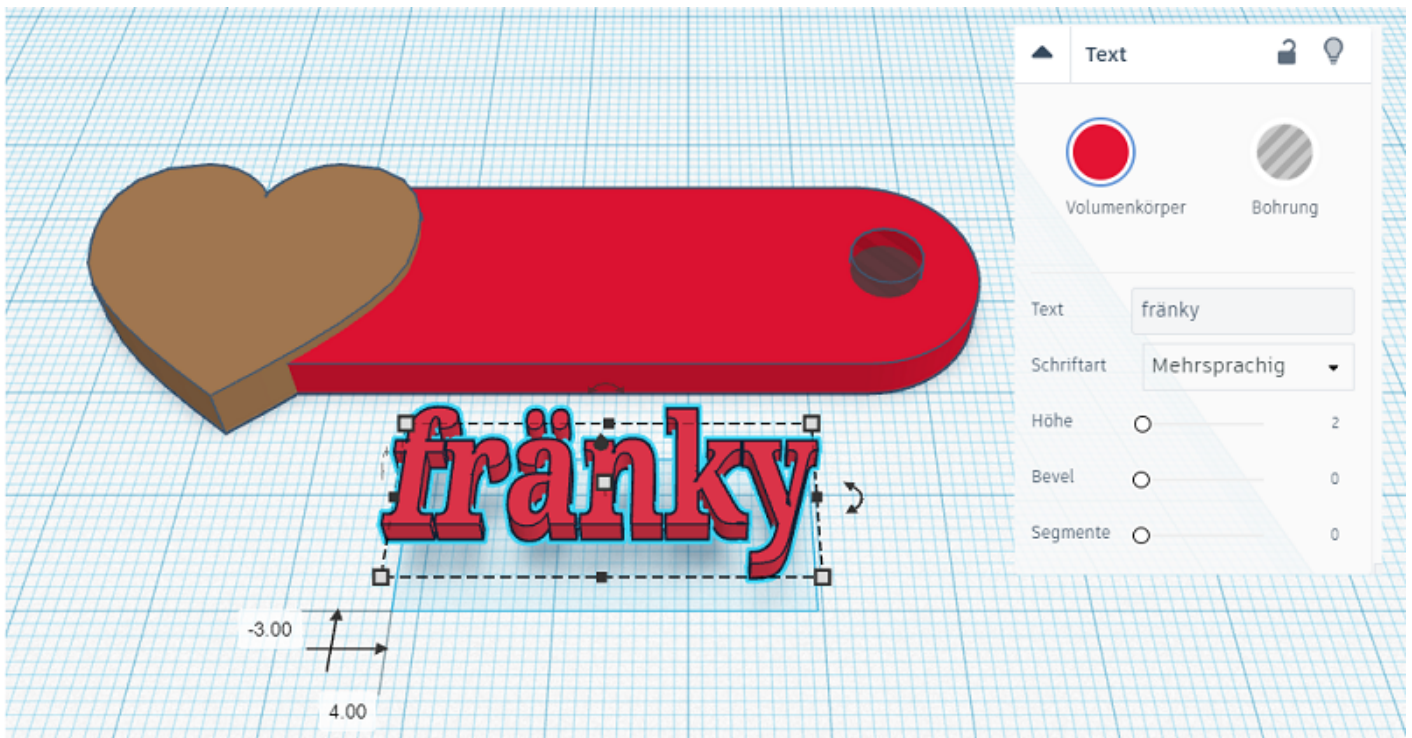 Text
Volumenkörper
Bohrung
Text fränky
Schriftart Mehrsprachig
Höhe 2
Bevel 0
Segmente 0
fränky
-3.00
4.00